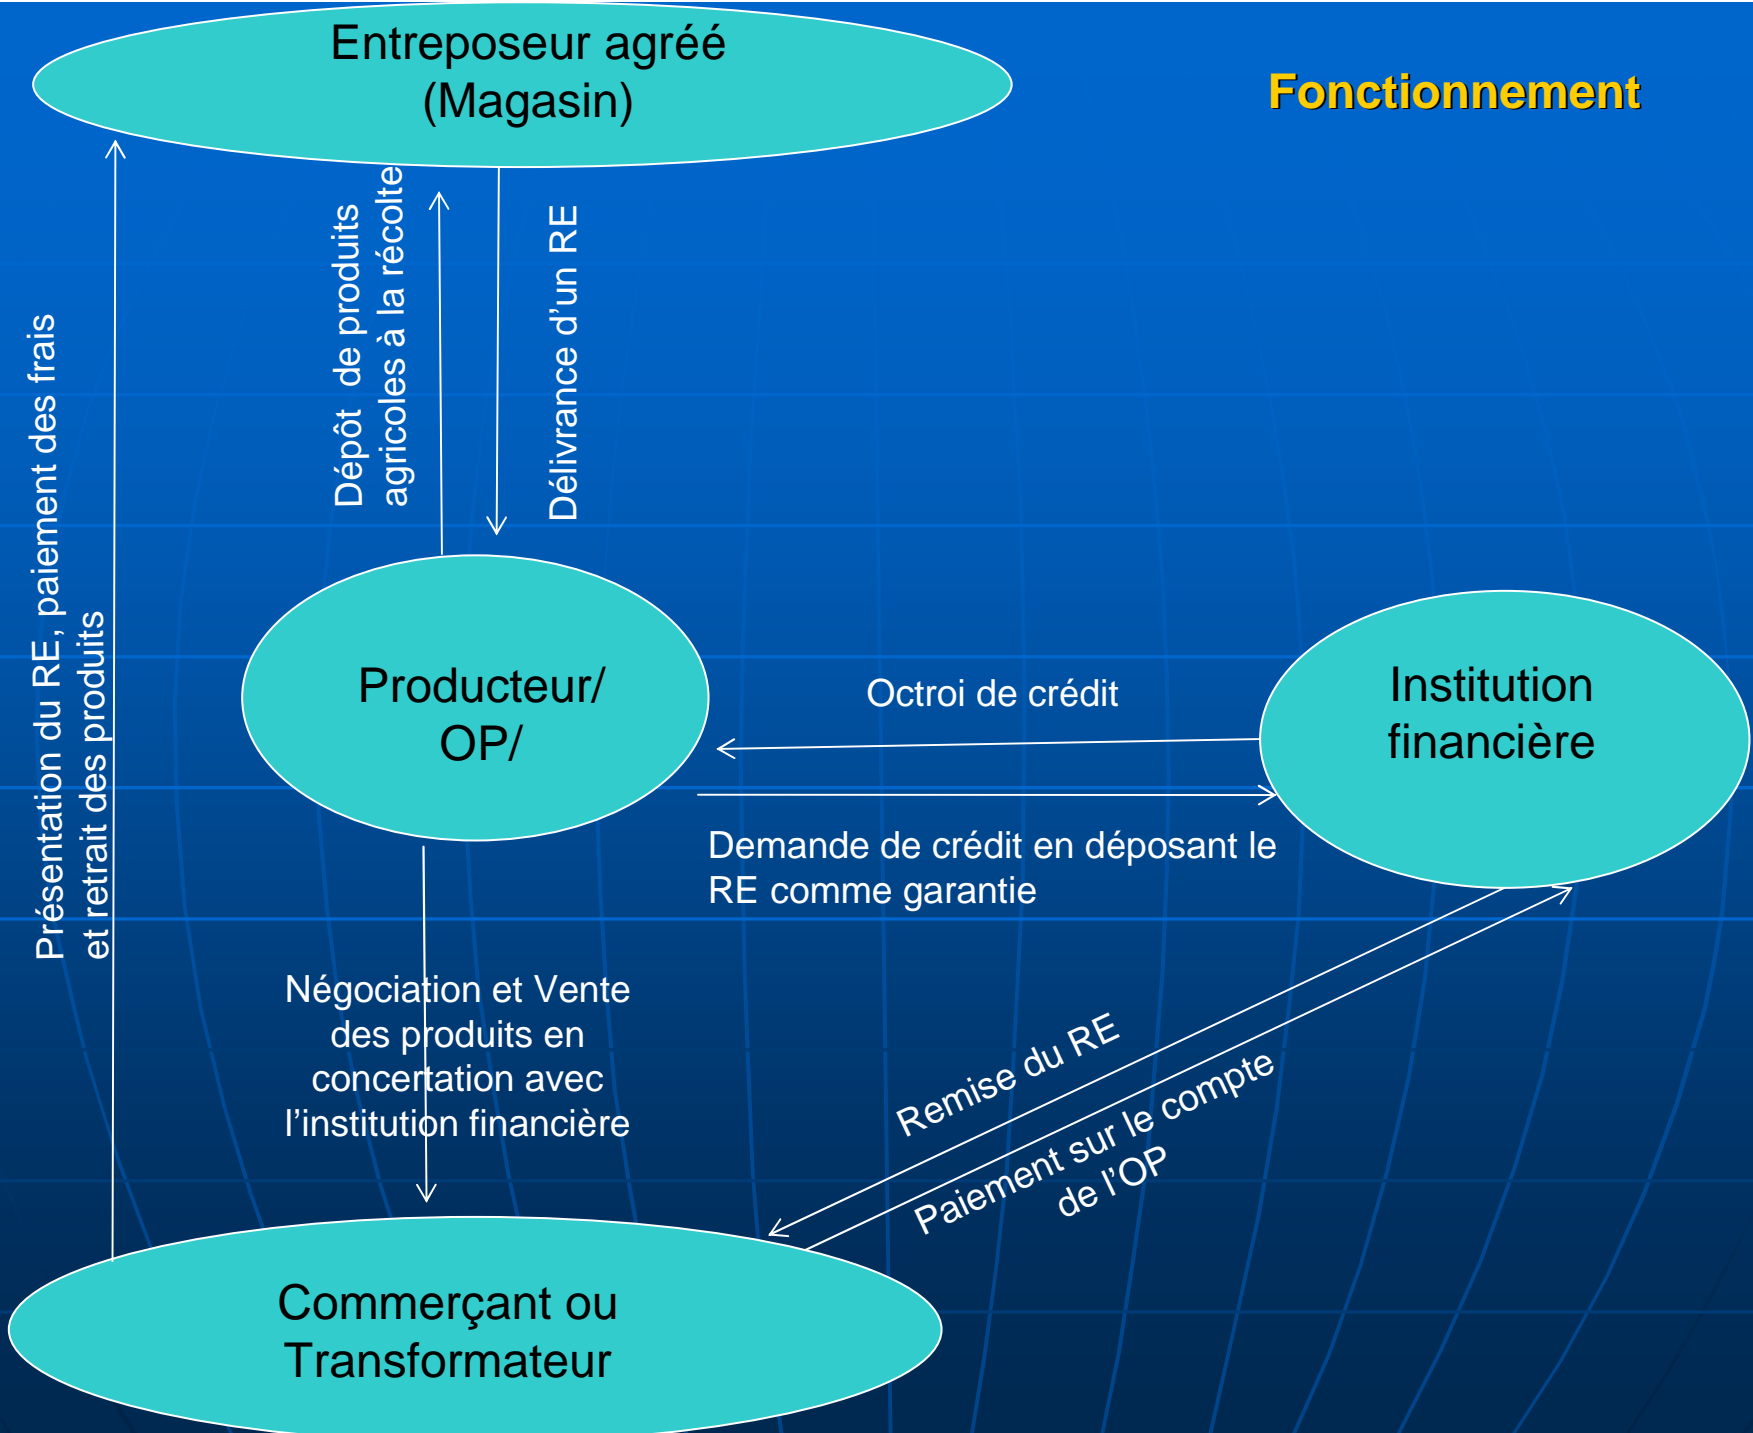 Entreposeur agréé
(Magasin)
Fonctionnement
Dépôt de produits
agricoles à la récolte
Délivrance d’un RE
Présentation du RE, paiement des frais
et retrait des produits
Producteur/
OP/
Octroi de crédit
Institution
financière
Demande de crédit en déposant le
RE comme garantie
Négociation et Vente
des produits en
concertation avec
l’institution financière
Remise du RE
Paiement sur le compte
de l’OP
Commerçant ou
Transformateur